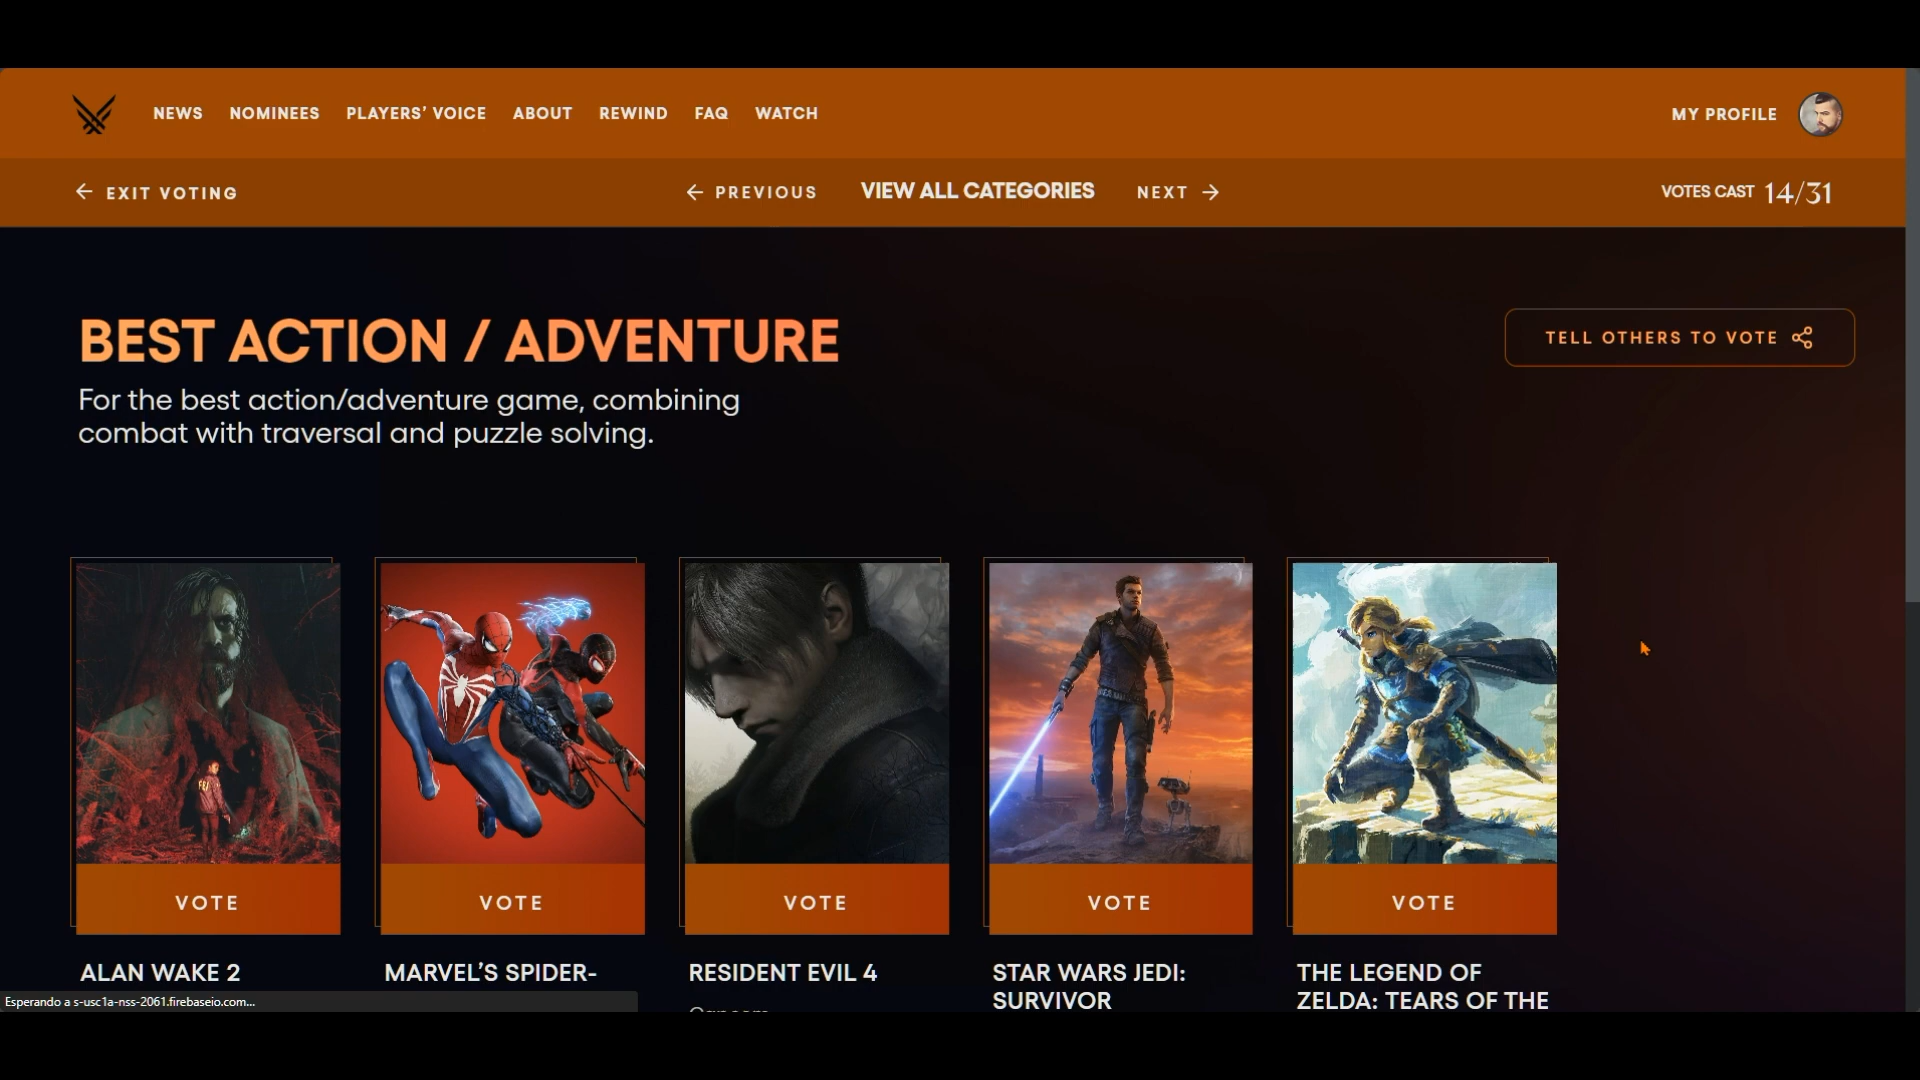 NEWS NOMINEES PLAYERS’ VOICE ABOUT REWIND FAQ WATCH MY PROFILE
EXIT VOTING PREVIOUS VIEW ALL CATEGORIES NEXT VOTES CAST 14/31
BEST ACTION / ADVENTURE
TELL OTHERS TO VOTE
For the best action/adventure game, combining
combat with traversal and puzzle solving.
FBI
VOTE VOTE VOTE VOTE VOTE
ALAN WAKE 2
MARVEL’S SPIDER-
RESIDENT EVIL 4
STAR WARS JEDI:
SURVIVOR
THE LEGEND OF
ZELDA: TEARS OF THE
Esperando a s-usc1a-nss-2061.firebaseio.com...